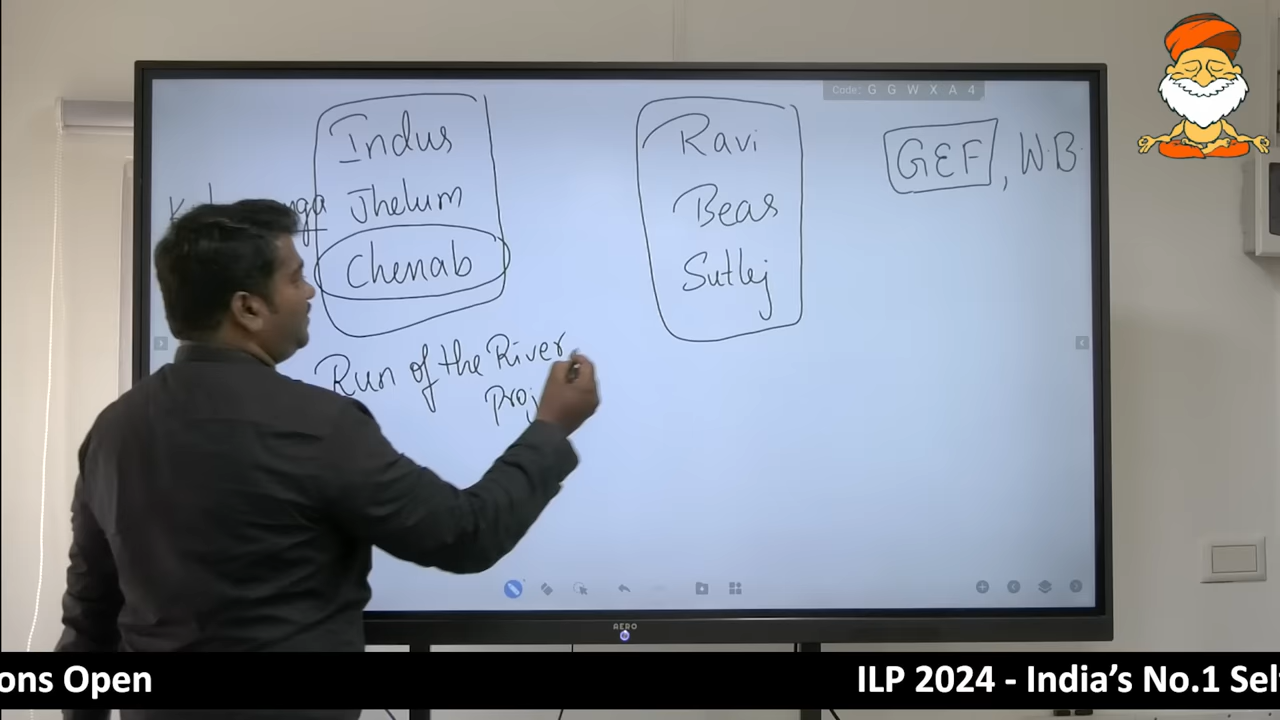 Code: G G W X A 4
Indus
Jhelum
Chenab
Ravi
Beas
Sutlej
GEF, W.B.
Run of the River
Proj
AERO
ons Open
ILP 2024 - India’s No.1 Sel